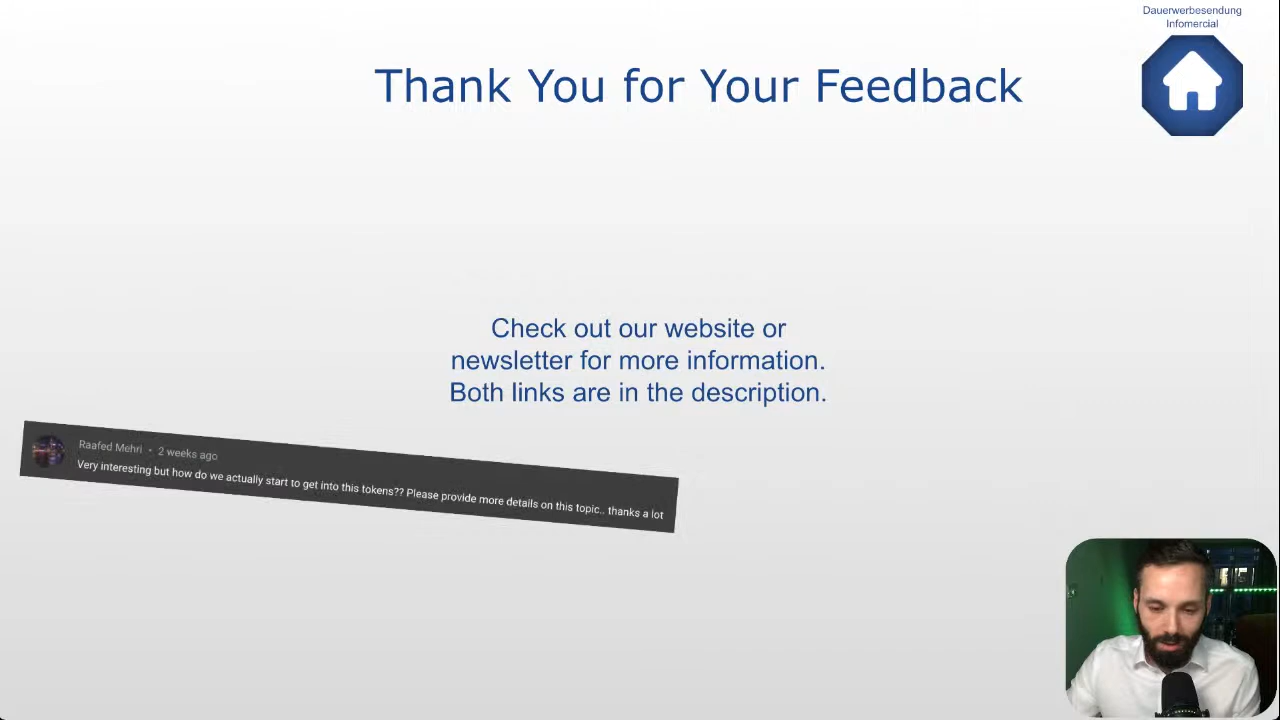 Dauerwerbesendung
Infomercial
Thank You for Your Feedback
Check out our website or
newsletter for more information.
Both links are in the description.
Raafed Mehri • 2 weeks ago
Very interesting but how do we actually start to get into this tokens?? Please provide more details on this topic.. thanks a lot